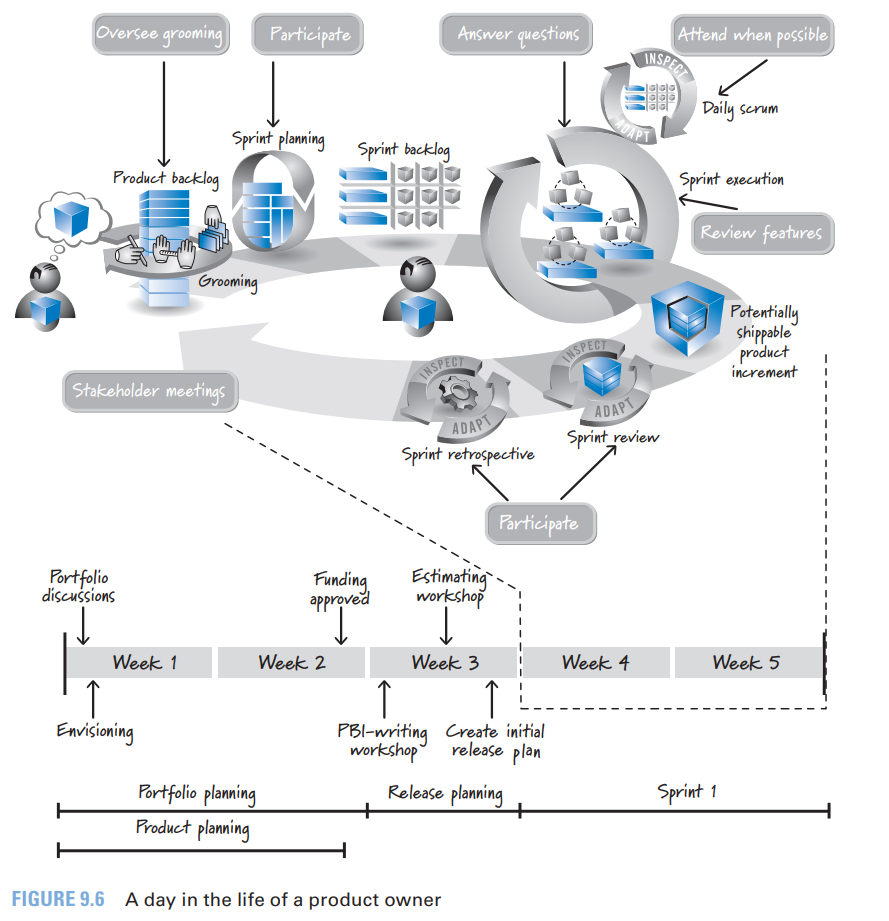 Oversee grooming
Participate
Answer questions
Attend when possible
INSPECT
ADAPT
Daily scrum
Sprint planning
Sprint backlog
Product backlog
Sprint execution
Review features
Grooming
Potentially
shippable
product
increment
Stakeholder meetings
INSPECT
ADAPT
INSPECT
ADAPT
Sprint retrospective
Sprint review
Participate
Portfolio
discussions
Funding
approved
Estimating
workshop
Week 1
Week 2
Week 3
Week 4
Week 5
Envisioning
PBI-writing
workshop
Create initial
release plan
Portfolio planning
Release planning
Sprint 1
Product planning
FIGURE 9.6 A day in the life of a product owner